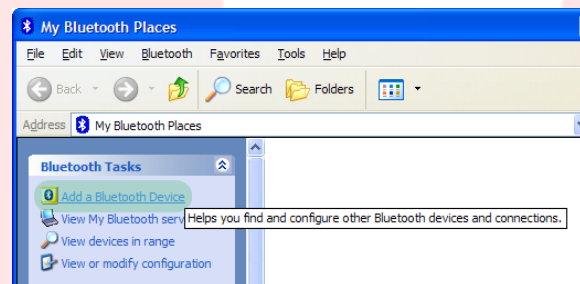 My Bluetooth Places
File Edit View Bluetooth Favorites Tools Help
Back Search Folders
Address My Bluetooth Places
Bluetooth Tasks
Add a Bluetooth Device
View My Bluetooth serv
Helps you find and configure other Bluetooth devices and connections.
View devices in range
View or modify configuration